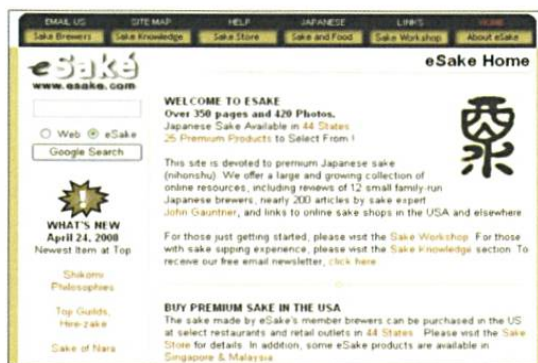 EMAIL US SITE MAP HELP JAPANESE LINKS HOME
Sake Brewers Sake Knowledge Sake Store Sake and Food Sake Workshop About eSake
eSaké
www.esake.com
eSake Home
Web eSake
Google Search
WHAT'S NEW
April 24, 2008
Newest Item at Top
Shikomi
Philosophies
Top Guilds,
Hire-zake
Sake of Nara
WELCOME TO ESAKE
Over 350 pages and 420 Photos.
Japanese Sake Available in 44 States
25 Premium Products to Select From !
This site is devoted to premium Japanese sake
(nihonshu). We offer a large and growing collection of
online resources, including reviews of 12 small family-run
Japanese brewers, nearly 200 articles by sake expert
John Gauntner, and links to online sake shops in the USA and elsewhere
For those just getting started, please visit the Sake Workshop. For those
with sake sipping experience, please visit the Sake Knowledge section. To
receive our free email newsletter, click here
BUY PREMIUM SAKE IN THE USA
The sake made by eSake's member brewers can be purchased in the US
at select restaurants and retail outlets in 44 States. Please visit the Sake
Store for details. In addition, some eSake products are available in
Singapore & Malaysia